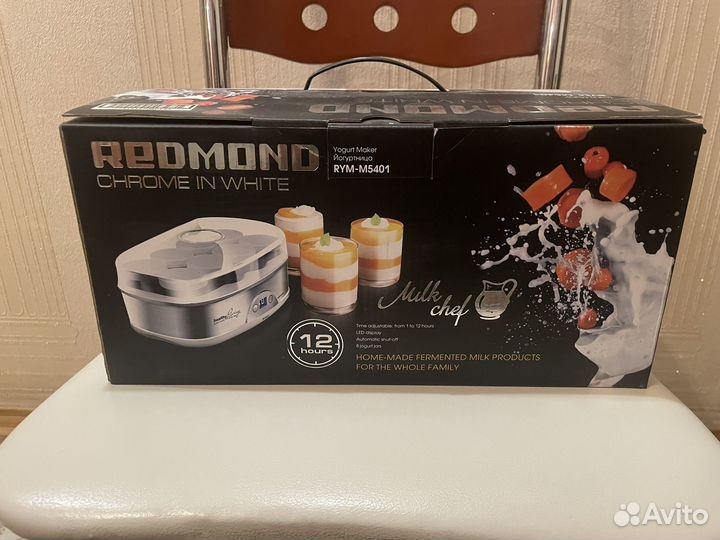 REDMOND
REDMOND
CHROME IN WHITE
Yogurt Maker
Йогуртница
RYM-M5401
Milk chef
12
hours
Time adjustable: from 1 to 12 hours
LED display
Automatic shut-off
8 yogurt jars
HOME-MADE FERMENTED MILK PRODUCTS
FOR THE WHOLE FAMILY
Avito